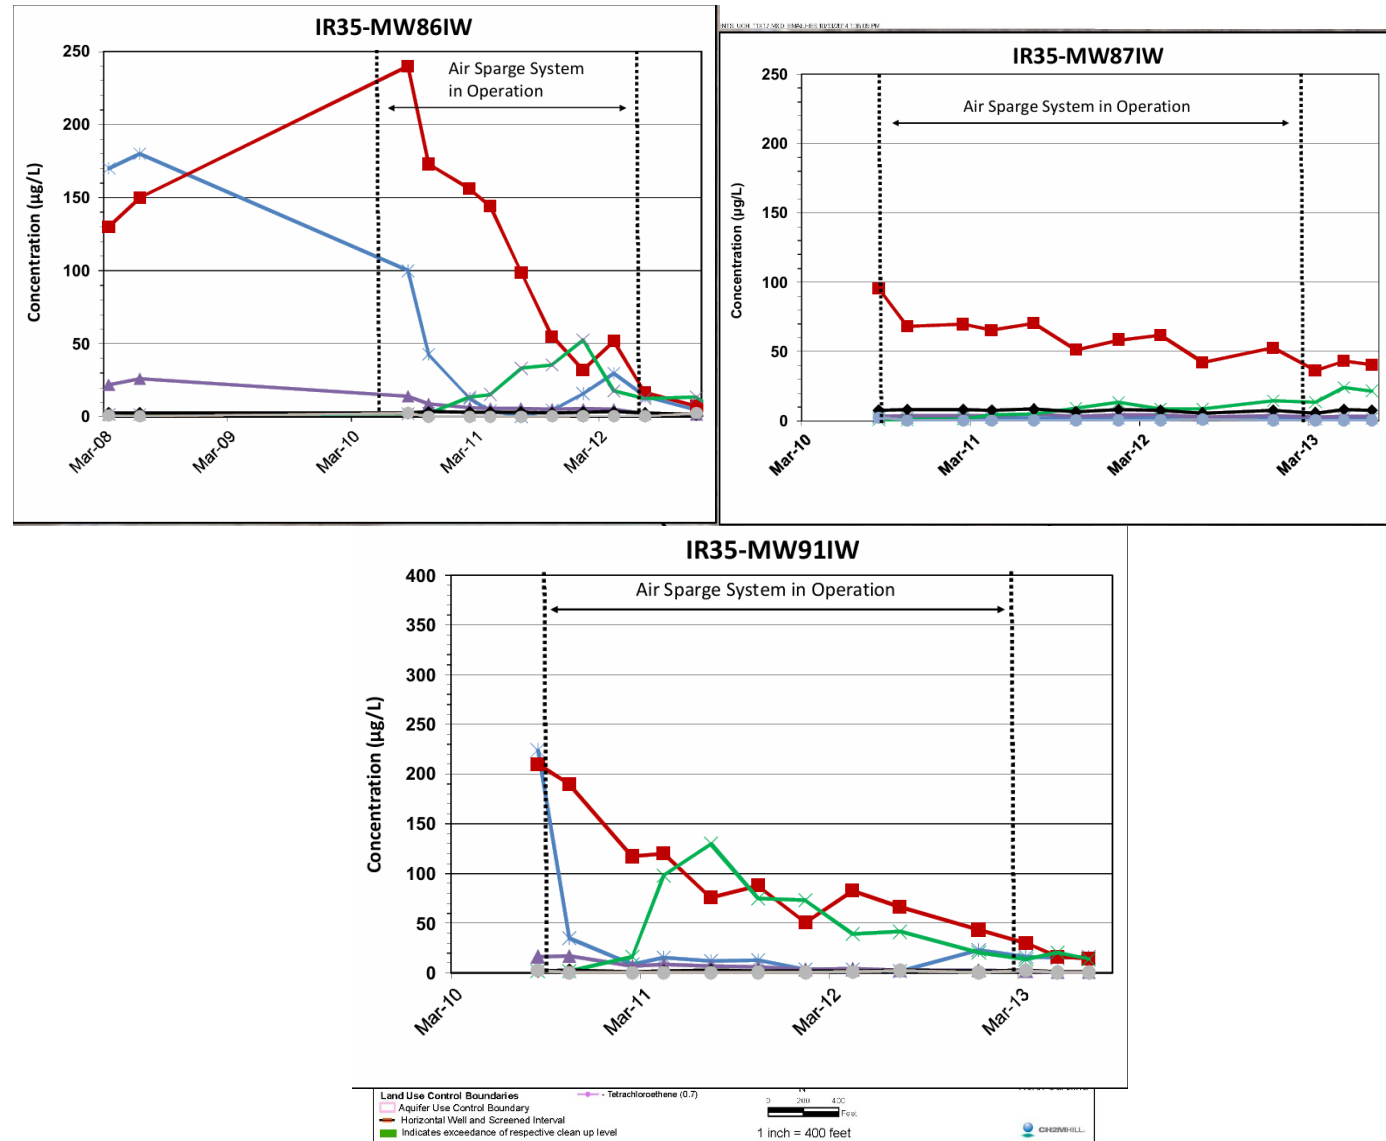 IR35-MW86IW
250
200
150
100
50
0
Concentration (µg/L)
Air Sparge System
in Operation
Mar-08
Mar-09
Mar-10
Mar-11
Mar-12
IR35-MW87IW
250
200
150
100
50
0
Concentration (µg/L)
Air Sparge System in Operation
Mar-10
Mar-11
Mar-12
Mar-13
IR35-MW91IW
400
350
300
250
200
150
100
50
0
Concentration (µg/L)
Air Sparge System in Operation
Mar-10
Mar-11
Mar-12
Mar-13
Land Use Control Boundaries
Aquifer Use Control Boundary
Horizontal Well and Screened Interval
Indicates exceedance of respective clean up level
- Tetrachloroethene (0.7)
0 200 400
Feet
1 inch = 400 feet
CH2MHILL